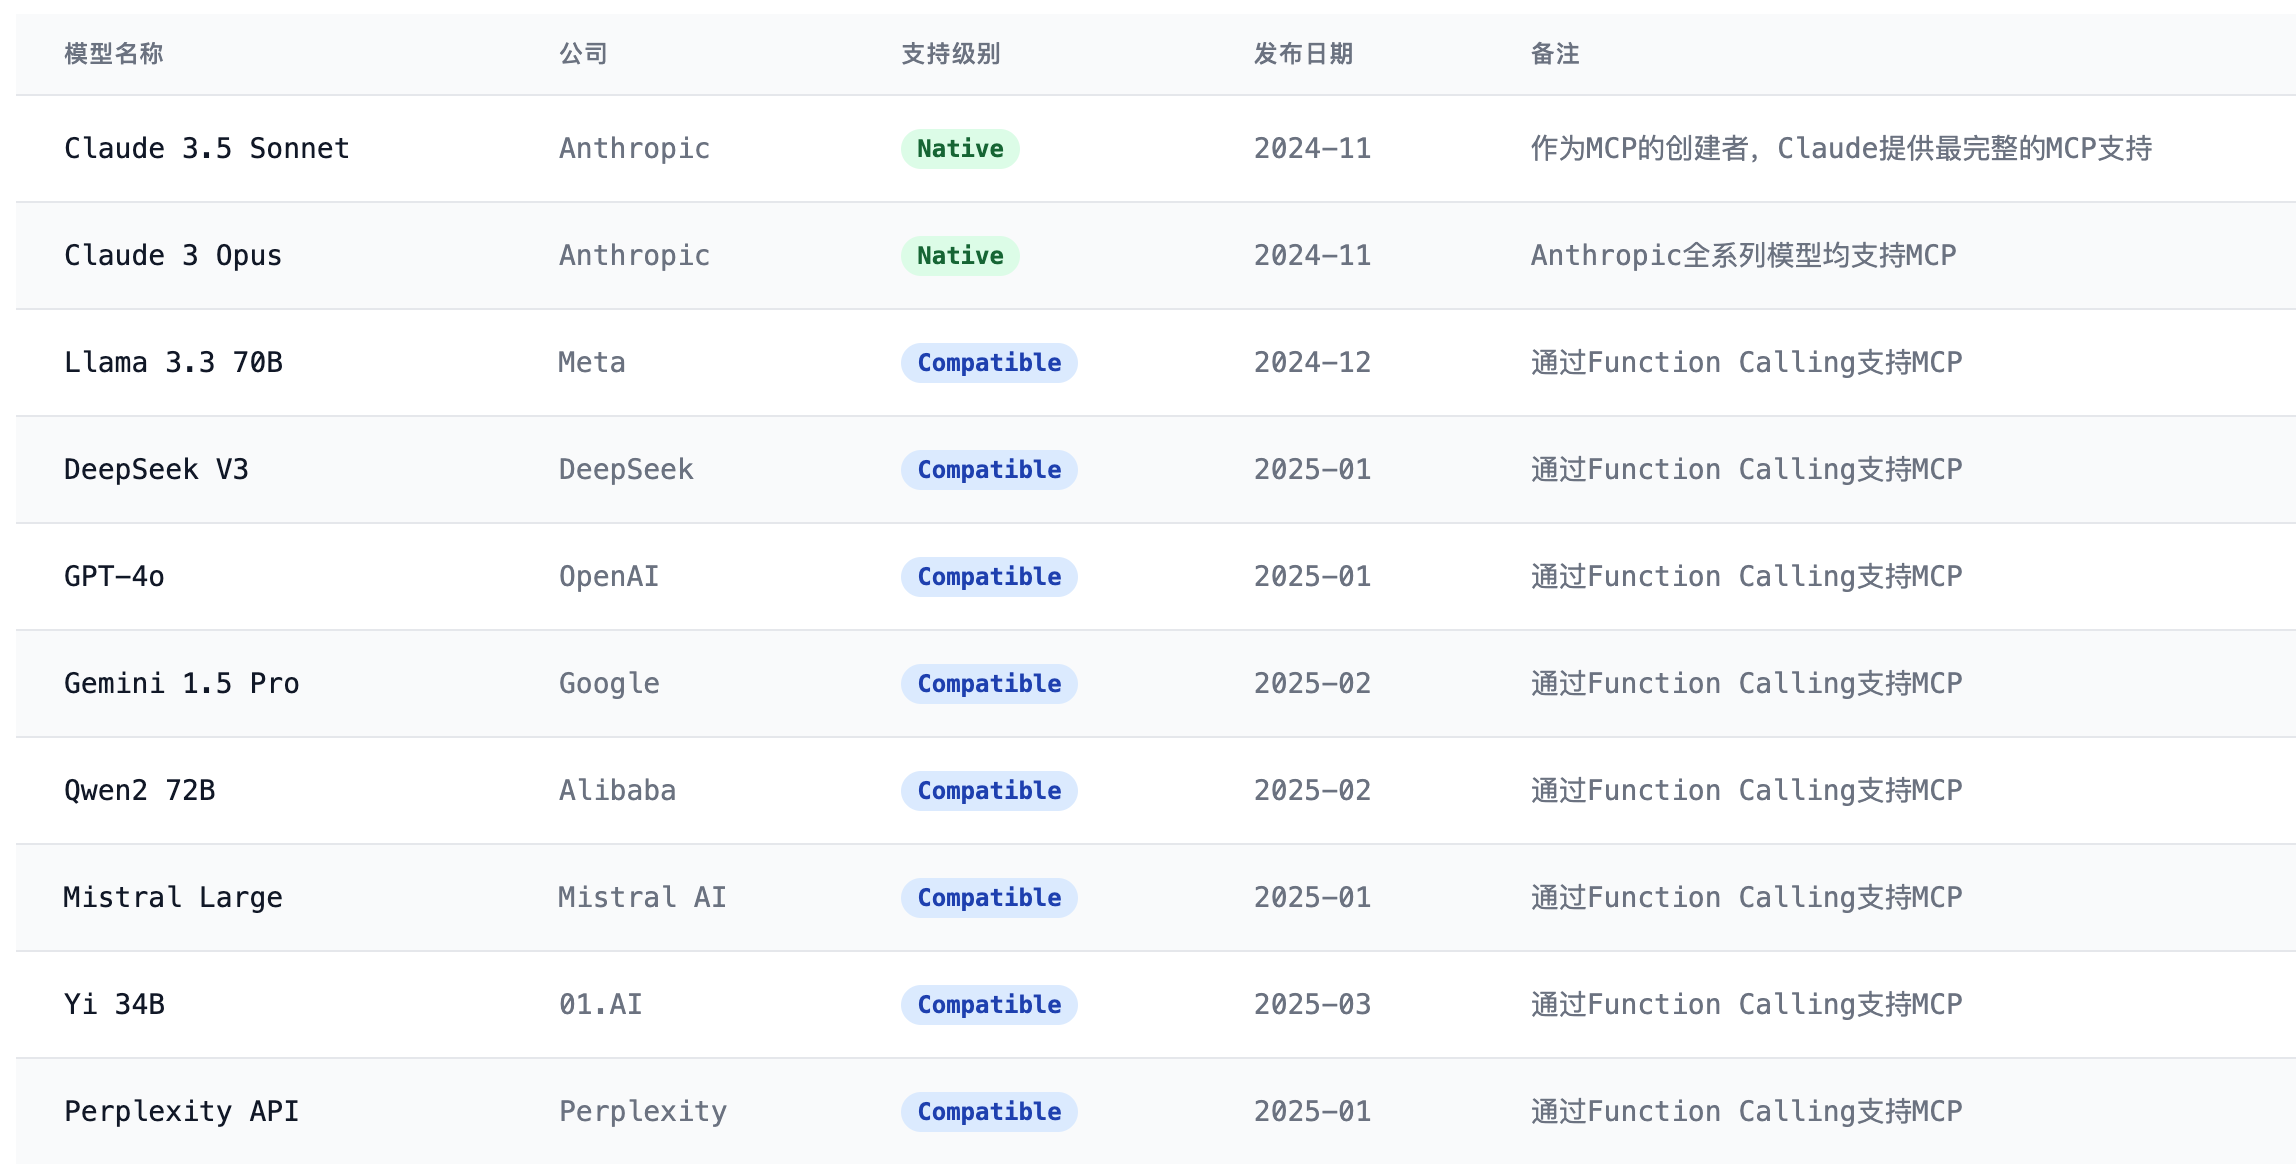 模型名称 公司 支持级别 发布日期 备注
Claude 3.5 Sonnet Anthropic Native 2024-11 作为MCP的创建者，Claude提供最完整的MCP支持
Claude 3 Opus Anthropic Native 2024-11 Anthropic全系列模型均支持MCP
Llama 3.3 70B Meta Compatible 2024-12 通过Function Calling支持MCP
DeepSeek V3 DeepSeek Compatible 2025-01 通过Function Calling支持MCP
GPT-4o OpenAI Compatible 2025-01 通过Function Calling支持MCP
Gemini 1.5 Pro Google Compatible 2025-02 通过Function Calling支持MCP
Qwen2 72B Alibaba Compatible 2025-02 通过Function Calling支持MCP
Mistral Large Mistral AI Compatible 2025-01 通过Function Calling支持MCP
Yi 34B 01.AI Compatible 2025-03 通过Function Calling支持MCP
Perplexity API Perplexity Compatible 2025-01 通过Function Calling支持MCP